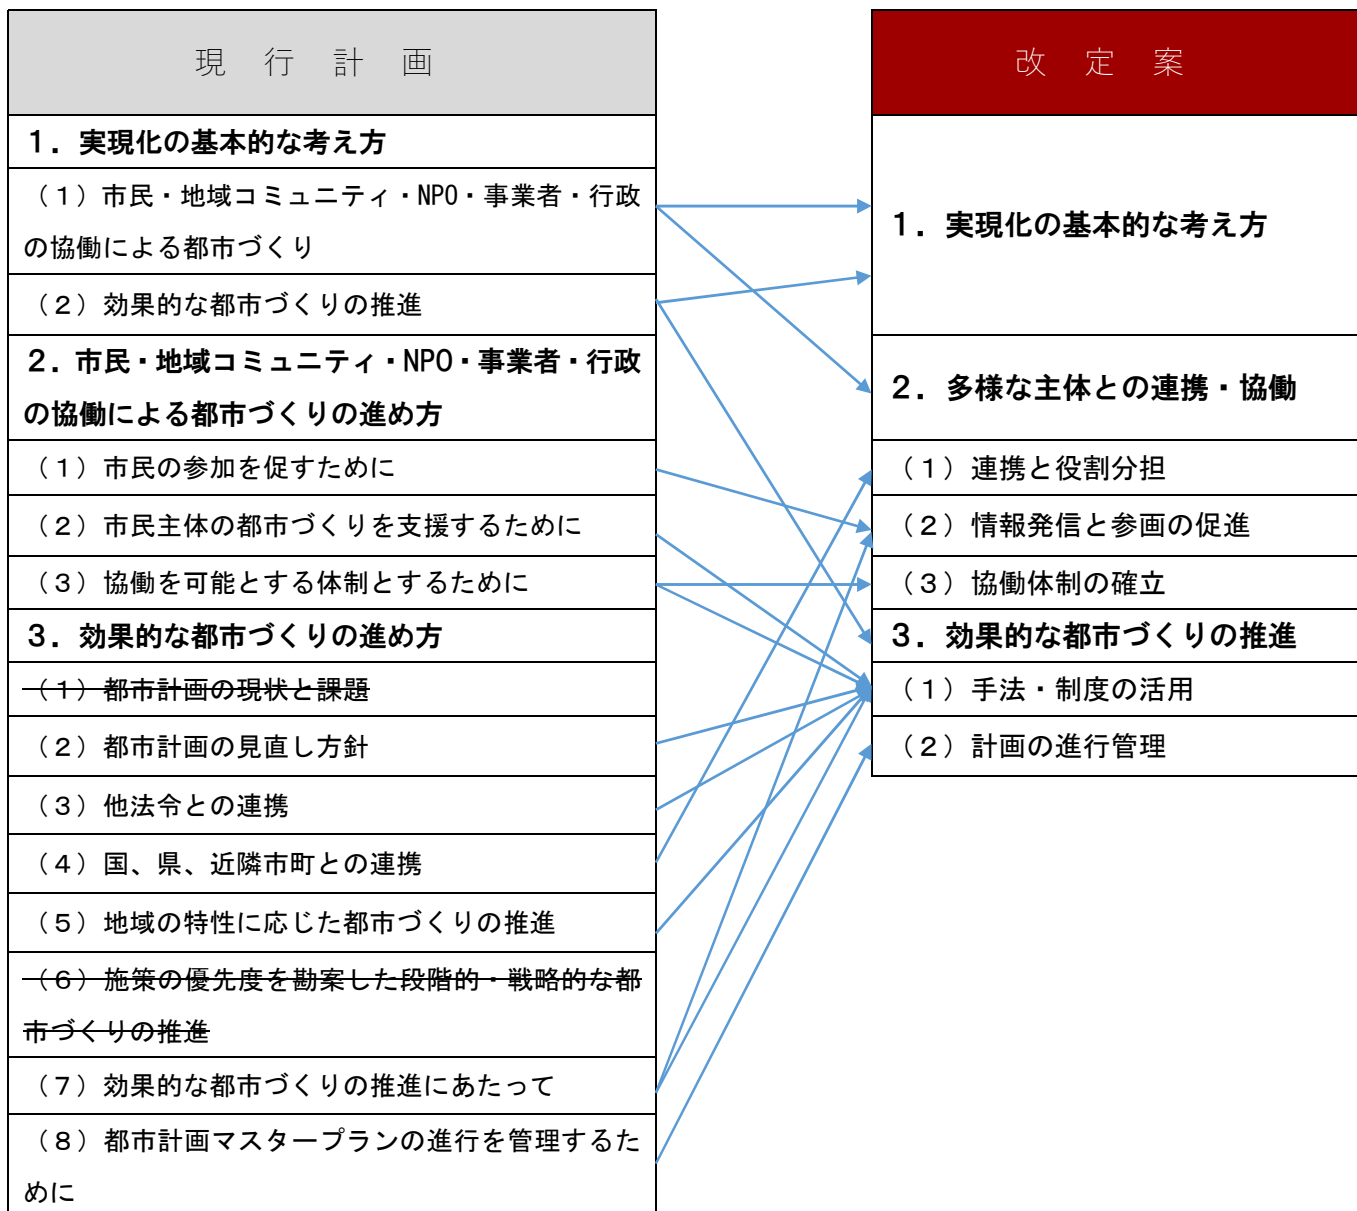 現 行 計 画
1．実現化の基本的な考え方
（1）市民・地域コミュニティ・NPO・事業者・行政
の協働による都市づくり
（2）効果的な都市づくりの推進
2．市民・地域コミュニティ・NPO・事業者・行政
の協働による都市づくりの進め方
（1）市民の参加を促すために
（2）市民主体の都市づくりを支援するために
（3）協働を可能とする体制とするために
3．効果的な都市づくりの進め方
（1）都市計画の現状と課題
（2）都市計画の見直し方針
（3）他法令との連携
（4）国、県、近隣市町との連携
（5）地域の特性に応じた都市づくりの推進
（6）施策の優先度を勘案した段階的・戦略的な都
市づくりの推進
（7）効果的な都市づくりの推進にあたって
（8）都市計画マスタープランの進行を管理するた
めに
改 定 案
1．実現化の基本的な考え方
2．多様な主体との連携・協働
（1）連携と役割分担
（2）情報発信と参画の促進
（3）協働体制の確立
3．効果的な都市づくりの推進
（1）手法・制度の活用
（2）計画の進行管理